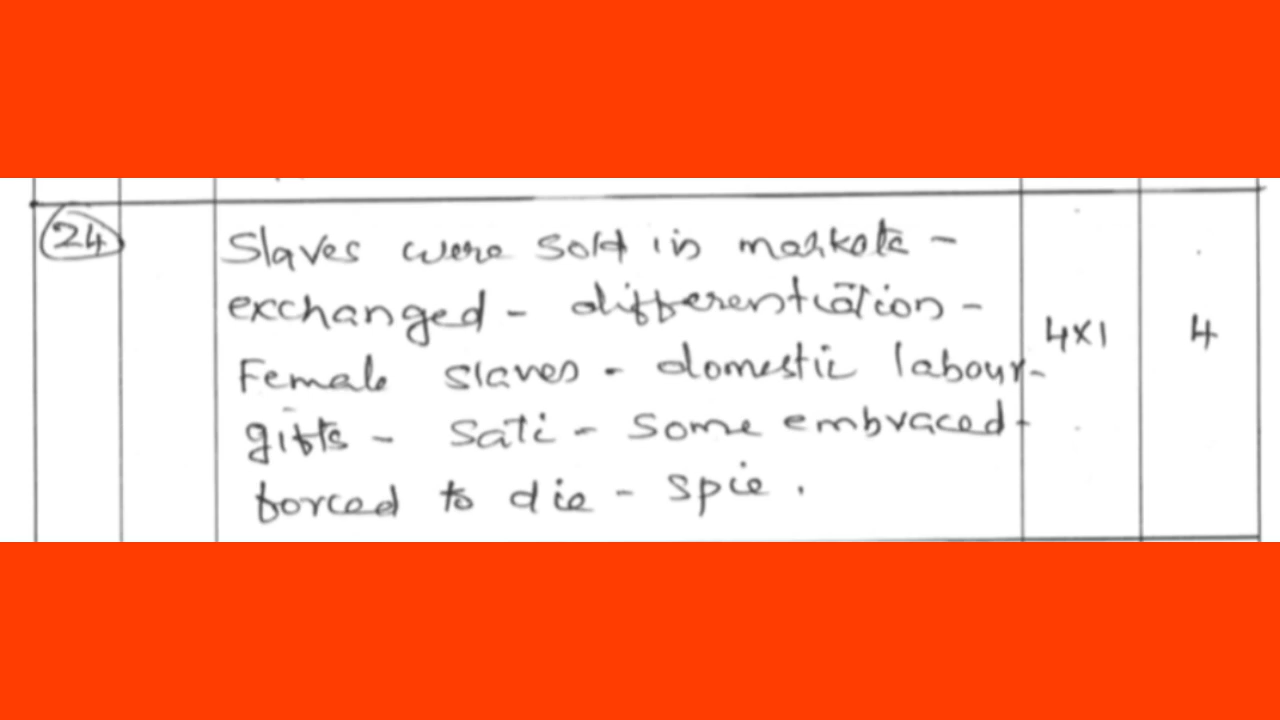 24 Slaves were sold in markets -
exchanged - differentiation -
Female slaves - domestic labour - 4x1 4
gifts - Sati - Some embraced -
forced to die - spie.